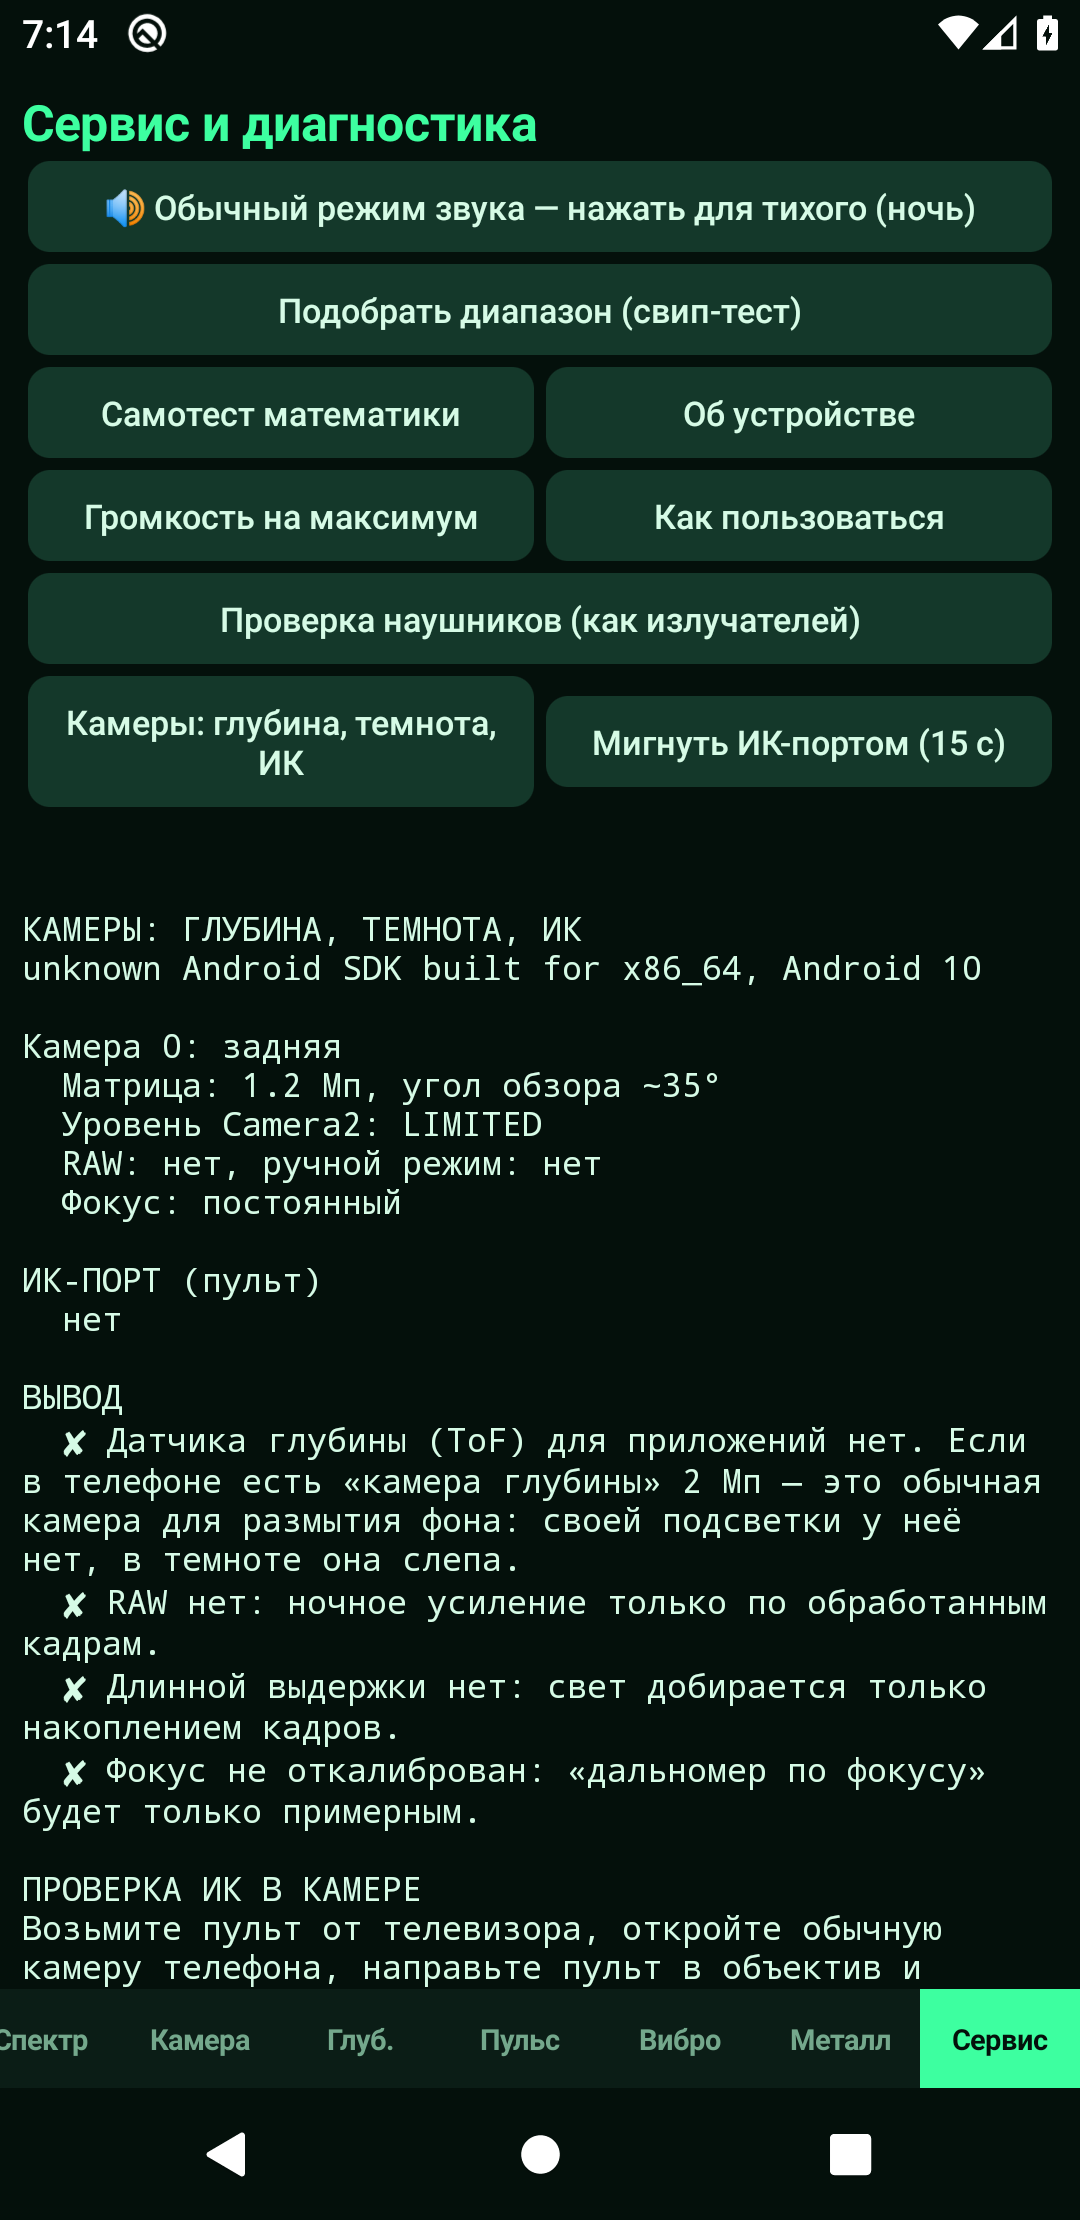 7:14
Сервис и диагностика
🔊 Обычный режим звука — нажать для тихого (ночь)
Подобрать диапазон (свип-тест)
Самотест математики
Об устройстве
Громкость на максимум
Как пользоваться
Проверка наушников (как излучателей)
Камеры: глубина, темнота,
ИК
Мигнуть ИК-портом (15 с)
КАМЕРЫ: ГЛУБИНА, ТЕМНОТА, ИК
unknown Android SDK built for x86_64, Android 10
Камера 0: задняя
Матрица: 1.2 Мп, угол обзора ~35°
Уровень Camera2: LIMITED
RAW: нет, ручной режим: нет
Фокус: постоянный
ИК-ПОРТ (пульт)
нет
ВЫВОД
✘ Датчика глубины (ToF) для приложений нет. Если
в телефоне есть «камера глубины» 2 Мп — это обычная
камера для размытия фона: своей подсветки у неё
нет, в темноте она слепа.
✘ RAW нет: ночное усиление только по обработанным
кадрам.
✘ Длинной выдержки нет: свет добирается только
накоплением кадров.
✘ Фокус не откалиброван: «дальномер по фокусу»
будет только примерным.
ПРОВЕРКА ИК В КАМЕРЕ
Возьмите пульт от телевизора, откройте обычную
камеру телефона, направьте пульт в объектив и
Спектр
Камера
Глуб.
Пульс
Вибро
Металл
Сервис